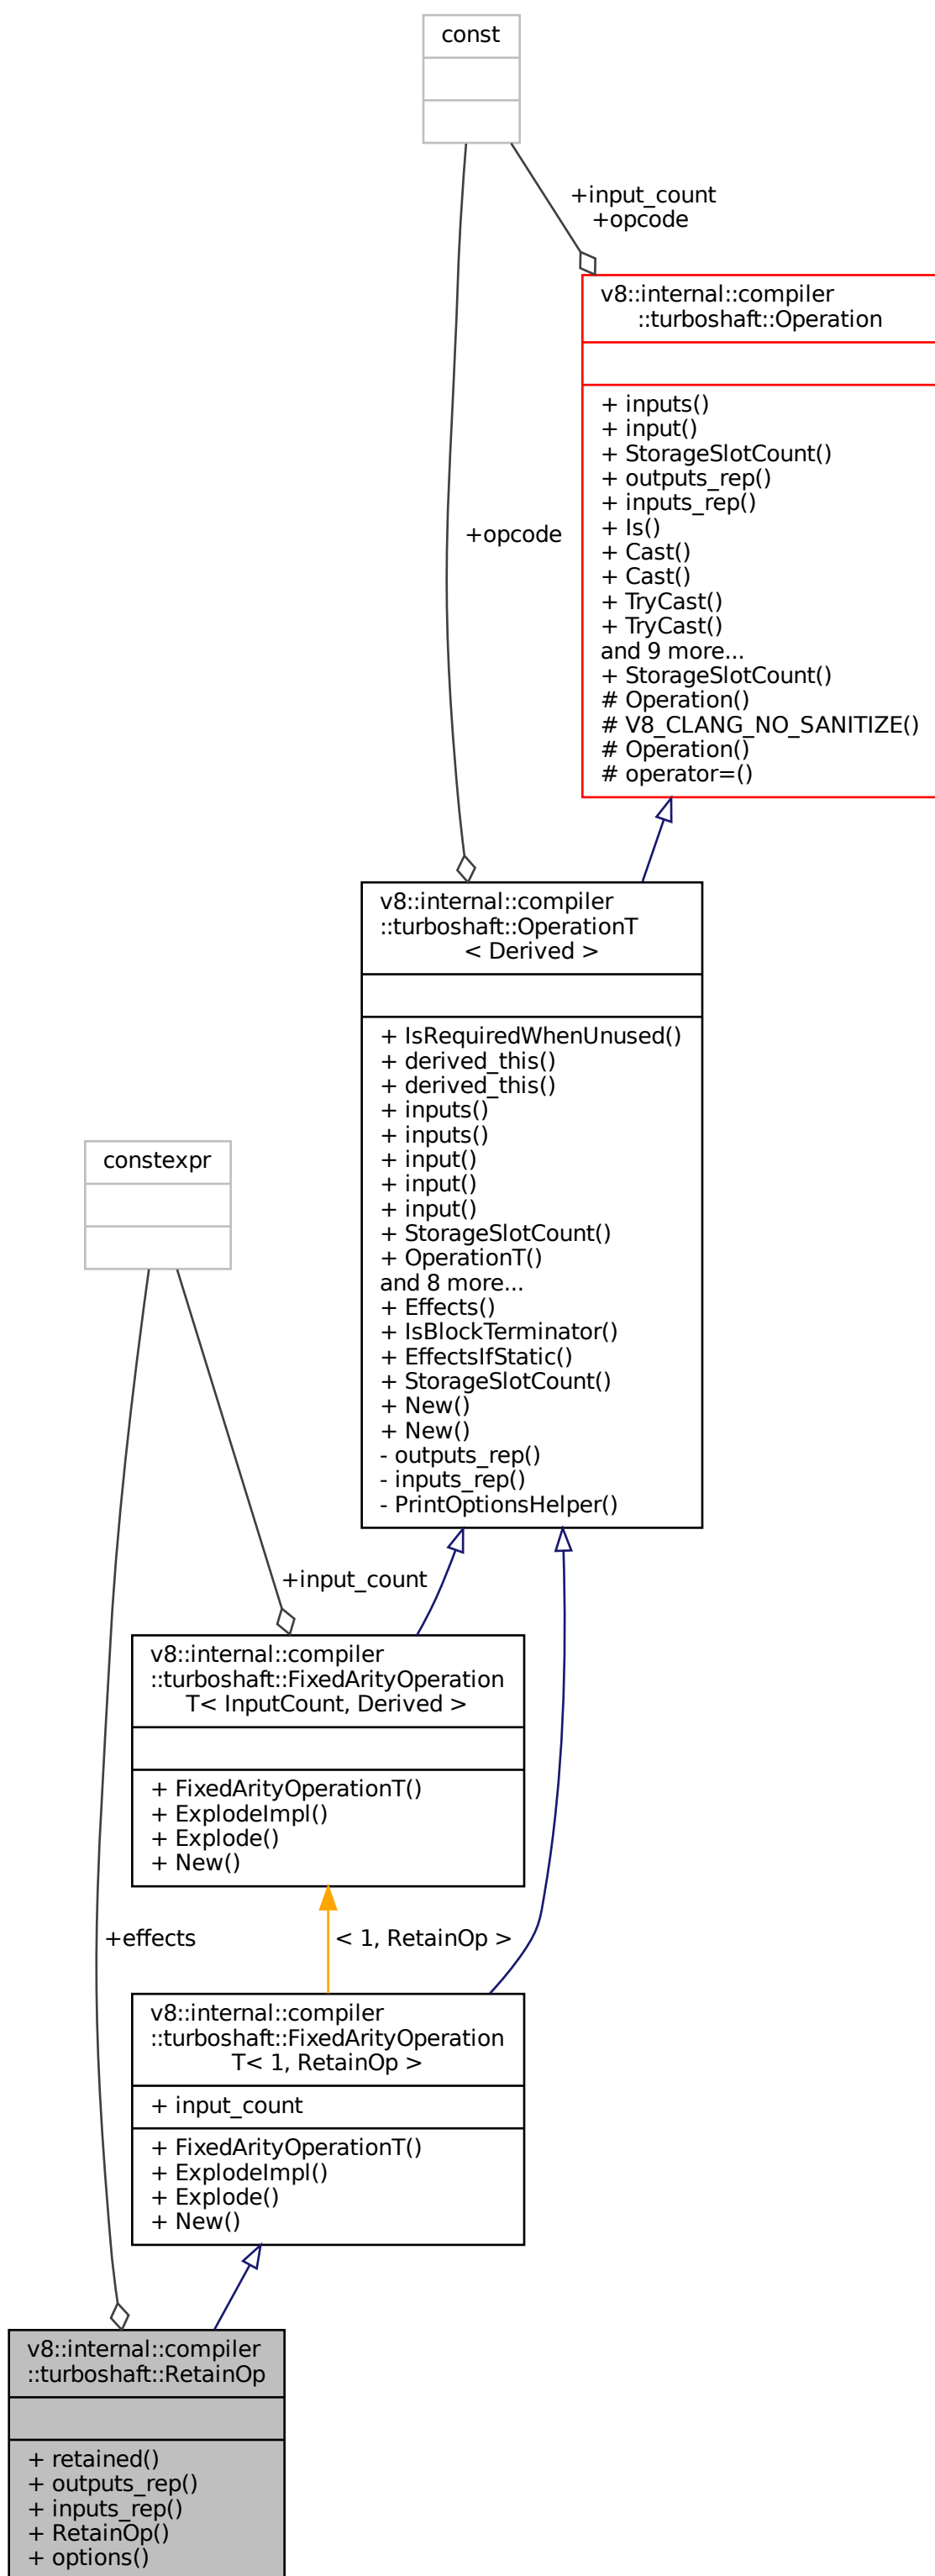 const
+input_count
+opcode
v8::internal::compiler
::turboshaft::Operation
+ inputs()
+ input()
+ StorageSlotCount()
+ outputs_rep()
+ inputs_rep()
+ Is()
+ Cast()
+ Cast()
+ TryCast()
+ TryCast()
and 9 more...
+ StorageSlotCount()
# Operation()
# V8_CLANG_NO_SANITIZE()
# Operation()
# operator=()
+opcode
v8::internal::compiler
::turboshaft::OperationT
< Derived >
+ IsRequiredWhenUnused()
+ derived_this()
+ derived_this()
+ inputs()
+ inputs()
+ input()
+ input()
+ input()
+ StorageSlotCount()
+ OperationT()
and 8 more...
+ Effects()
+ IsBlockTerminator()
+ EffectsIfStatic()
+ StorageSlotCount()
+ New()
+ New()
- outputs_rep()
- inputs_rep()
- PrintOptionsHelper()
constexpr
+input_count
v8::internal::compiler
::turboshaft::FixedArityOperation
T< InputCount, Derived >
+ FixedArityOperationT()
+ ExplodeImpl()
+ Explode()
+ New()
+effects
< 1, RetainOp >
v8::internal::compiler
::turboshaft::FixedArityOperation
T< 1, RetainOp >
+ input_count
+ FixedArityOperationT()
+ ExplodeImpl()
+ Explode()
+ New()
v8::internal::compiler
::turboshaft::RetainOp
+ retained()
+ outputs_rep()
+ inputs_rep()
+ RetainOp()
+ options()